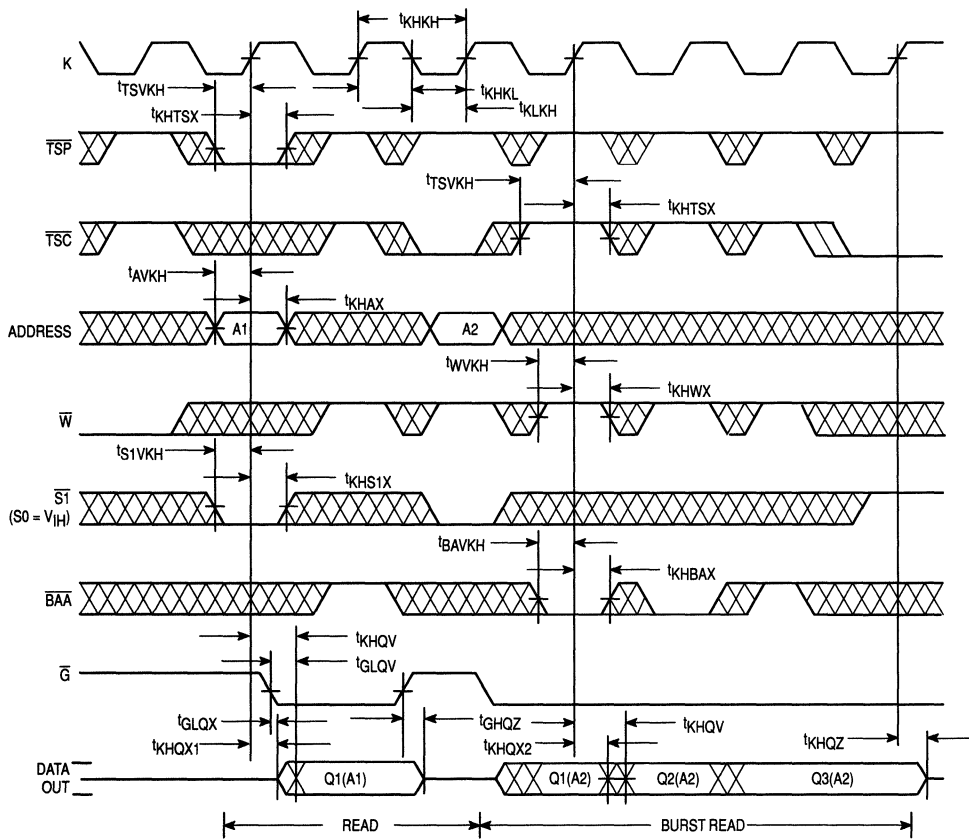 tKHKH
K
tTSVKH
tKHKL
tKHTSX
tKLKH
TSP
tTSVKH
tKHTSX
TSC
tAVKH
tKHAX
ADDRESS
A1
A2
tWVKH
tKHWX
W
tS1VKH
tKHS1X
S1
(S0 = VIH)
tBAVKH
tKHBAX
BAA
tKHQV
tGLQV
G
tGLQX
tGHQZ
tKHQV
tKHQX1
tKHQX2
tKHQZ
DATA
OUT
Q1(A1)
Q1(A2)
Q2(A2)
Q3(A2)
READ
BURST READ